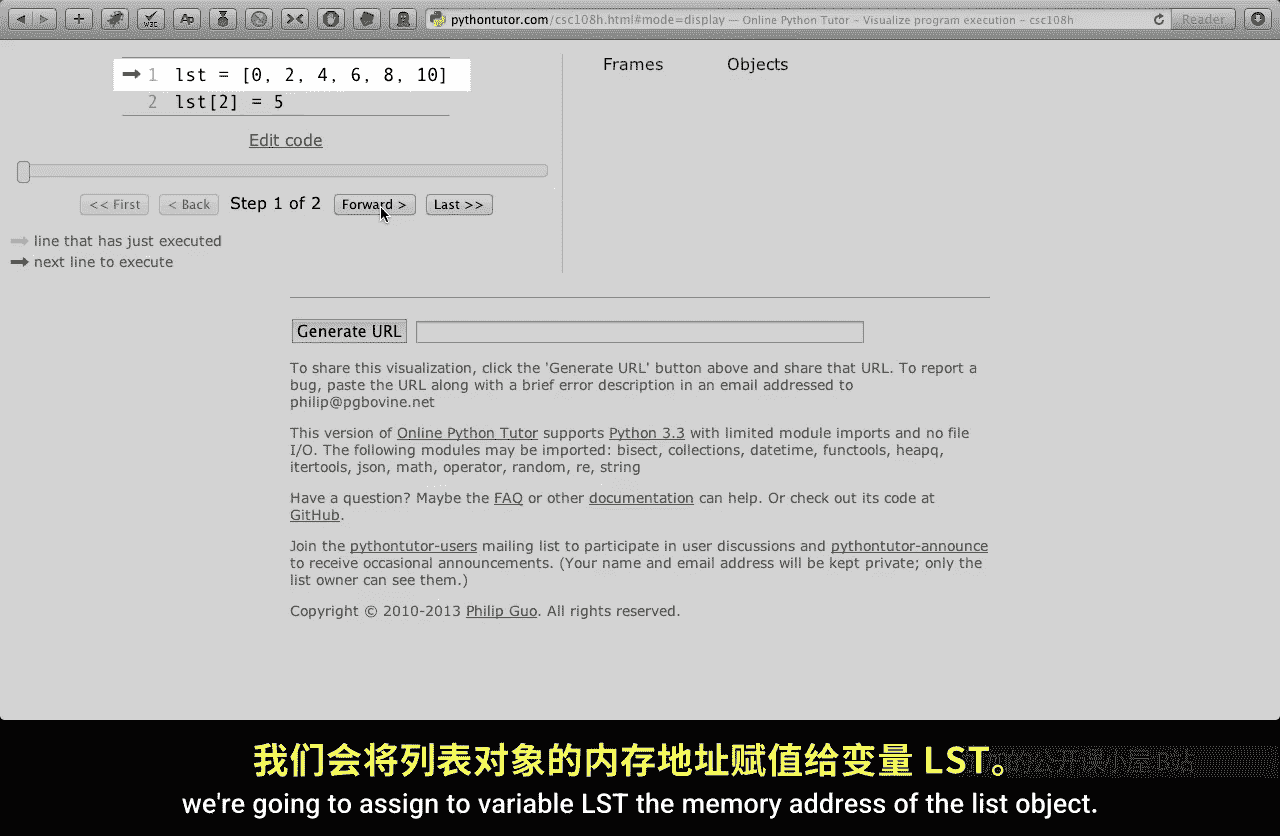 pythontutor.com/csc108h.html#mode=display — Online Python Tutor – Visualize program execution – csc108h
Reader
W3C
Ap
1 lst = [0, 2, 4, 6, 8, 10]
2 lst[2] = 5
Edit code
<< First
< Back
Step 1 of 2
Forward >
Last >>
line that has just executed
next line to execute
Frames
Objects
Generate URL
To share this visualization, click the 'Generate URL' button above and share that URL. To report a
bug, paste the URL along with a brief error description in an email addressed to
philip@pgbovine.net
This version of Online Python Tutor supports Python 3.3 with limited module imports and no file
I/O. The following modules may be imported: bisect, collections, datetime, functools, heapq,
itertools, json, math, operator, random, re, string
Have a question? Maybe the FAQ or other documentation can help. Or check out its code at
GitHub.
Join the pythontutor-users mailing list to participate in user discussions and pythontutor-announce
to receive occasional announcements. (Your name and email address will be kept private; only the
list owner can see them.)
Copyright © 2010-2013 Philip Guo. All rights reserved.
我们会将列表对象的内存地址赋值给变量 LST。
的公开课小屋 B站
we're going to assign to variable LST the memory address of the list object.